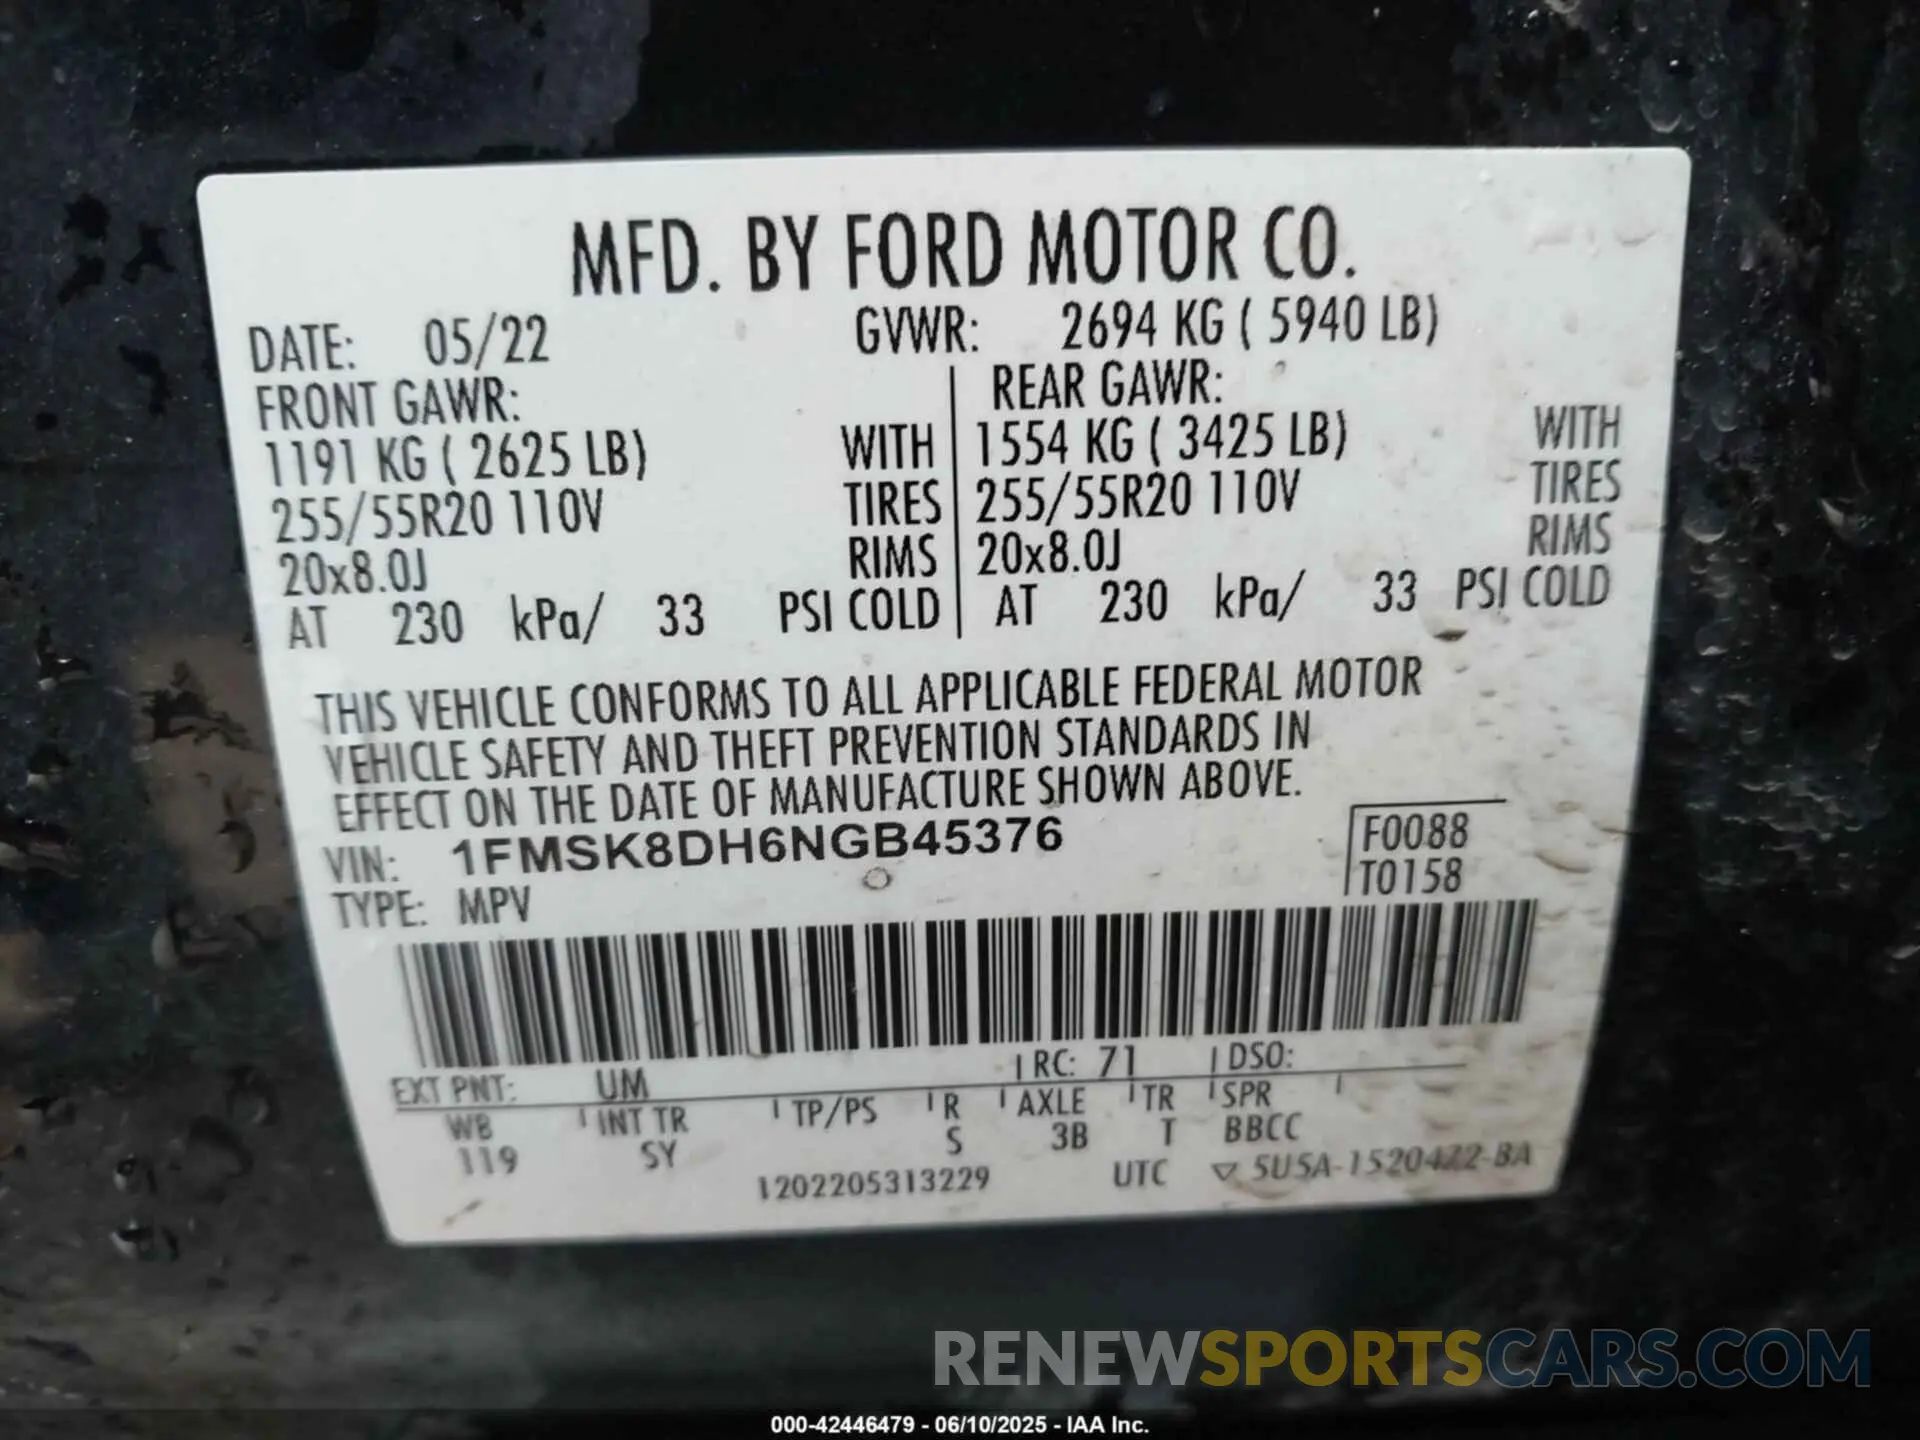 MFD. BY FORD MOTOR CO.
DATE: 05/22 GVWR: 2694 KG ( 5940 LB)
FRONT GAWR: REAR GAWR:
1191 KG ( 2625 LB) WITH 1554 KG ( 3425 LB) WITH
255/55R20 110V TIRES 255/55R20 110V TIRES
20x8.0J RIMS 20x8.0J RIMS
AT 230 kPa/ 33 PSI COLD AT 230 kPa/ 33 PSI COLD
THIS VEHICLE CONFORMS TO ALL APPLICABLE FEDERAL MOTOR
VEHICLE SAFETY AND THEFT PREVENTION STANDARDS IN
EFFECT ON THE DATE OF MANUFACTURE SHOWN ABOVE.
VIN: 1FMSK8DH6NGB45376 F0088
TYPE: MPV T0158
EXT PNT: UM RC: 71 DSO:
WB INT TR TP/PS R AXLE TR SPR
119 SY S 3B T BBCC
1202205313229 UTC 5U5A-1520472-BA
RENEWSPORTSCARS.COM
000-42446479 - 06/10/2025 - IAA Inc.